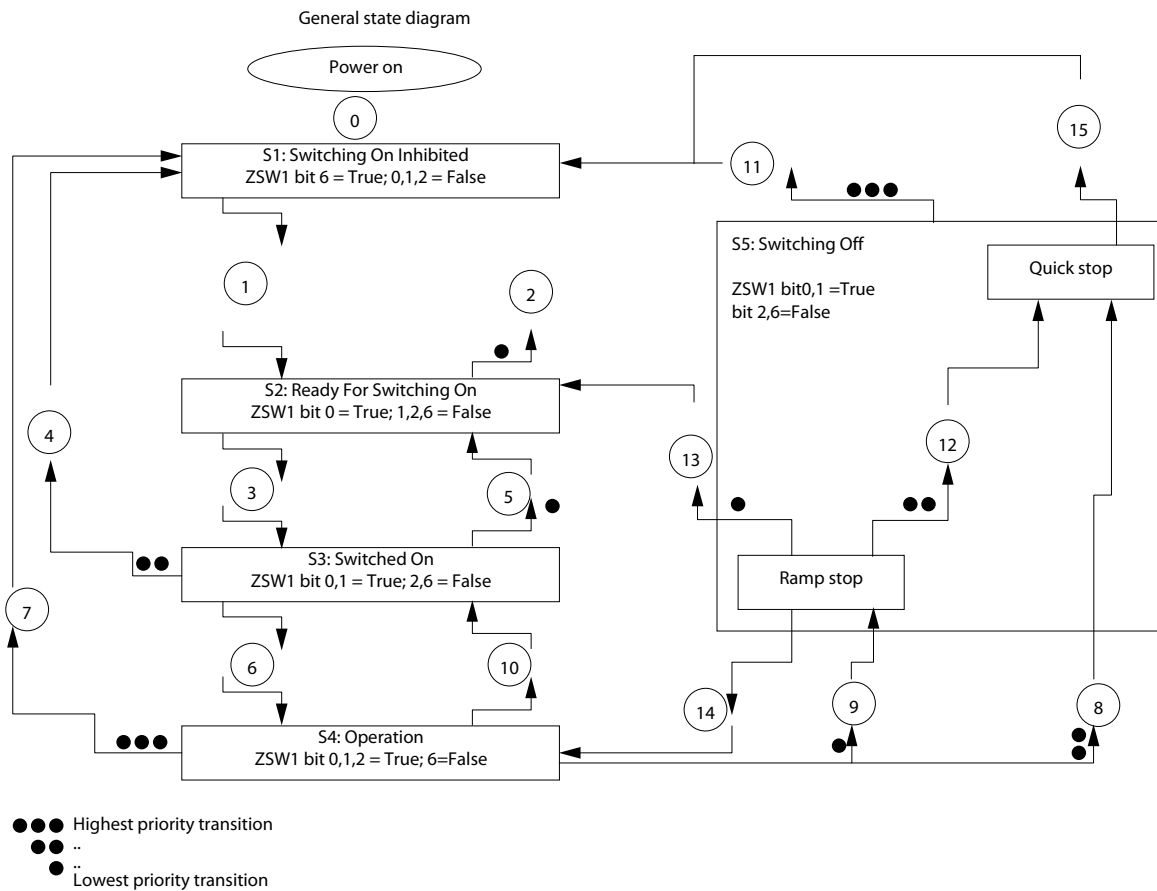 General state diagram
Power on
0
15
S1: Switching On Inhibited
ZSW1 bit 6 = True; 0,1,2 = False
11
S5: Switching Off
ZSW1 bit0,1 =True
bit 2,6=False
Quick stop
1
2
S2: Ready For Switching On
ZSW1 bit 0 = True; 1,2,6 = False
4
13
12
3
5
S3: Switched On
ZSW1 bit 0,1 = True; 2,6 = False
Ramp stop
7
6
10
14
9
8
S4: Operation
ZSW1 bit 0,1,2 = True; 6=False
Highest priority transition
..
..
Lowest priority transition